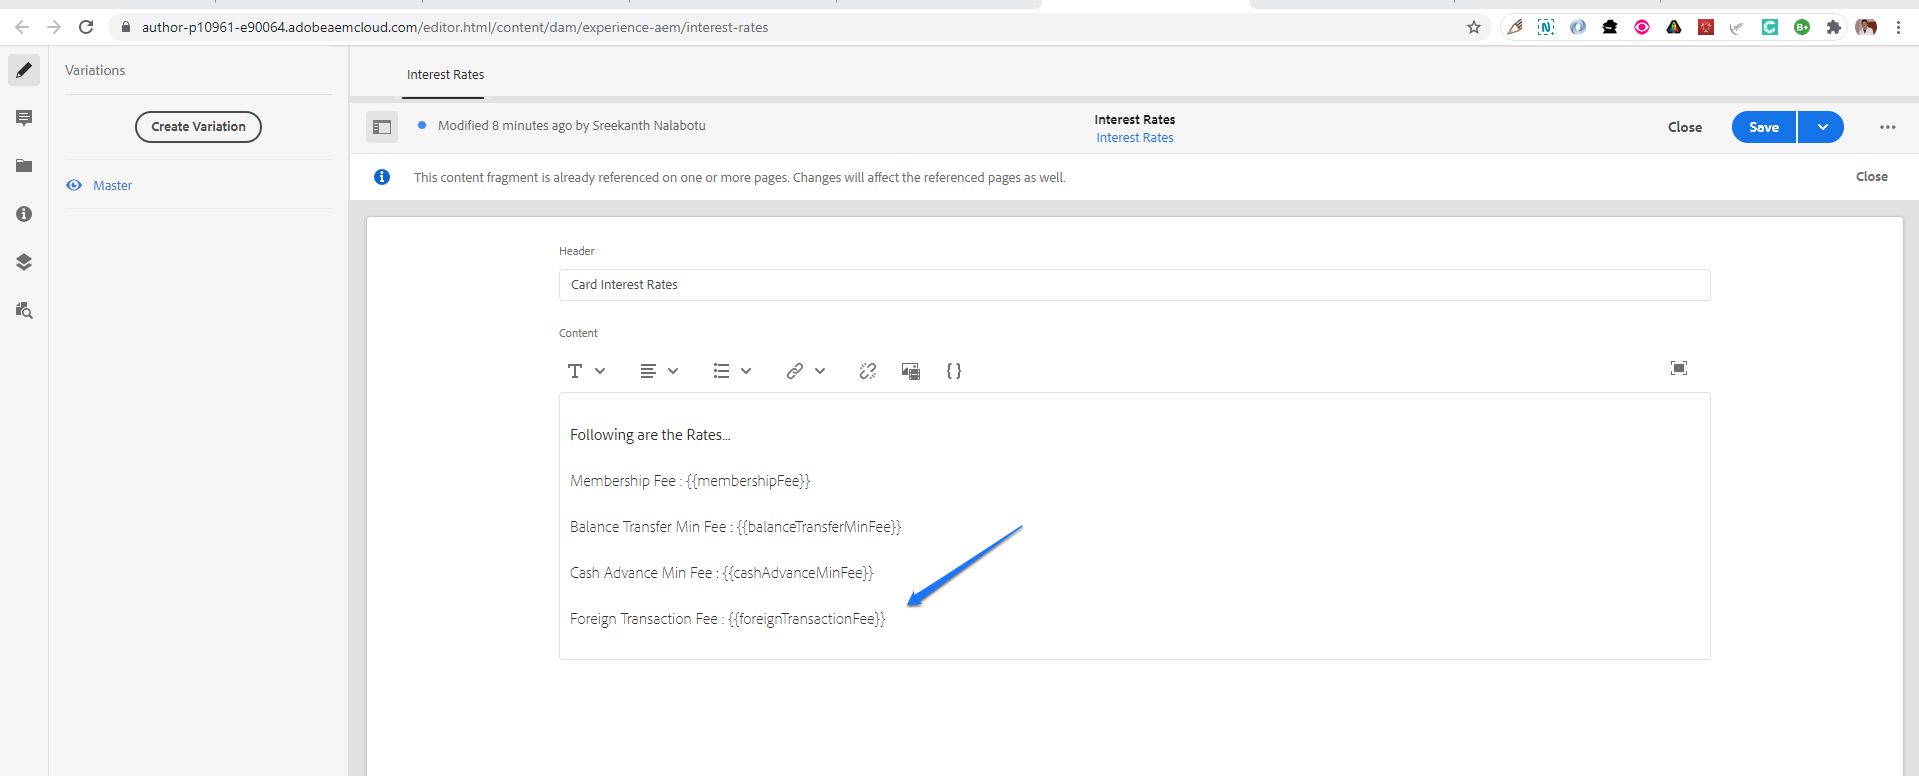 author-p10961-e90064.adobeaemcloud.com/editor.html/content/dam/experience-aem/interest-rates
Variations
Interest Rates
Create Variation
Modified 8 minutes ago by Sreekanth Nalabotu
Interest Rates
Interest Rates
Close
Save
Master
This content fragment is already referenced on one or more pages. Changes will affect the referenced pages as well.
Close
Header
Card Interest Rates
Content
Following are the Rates...
Membership Fee : {{membershipFee}}
Balance Transfer Min Fee : {{balanceTransferMinFee}}
Cash Advance Min Fee : {{cashAdvanceMinFee}}
Foreign Transaction Fee : {{foreignTransactionFee}}